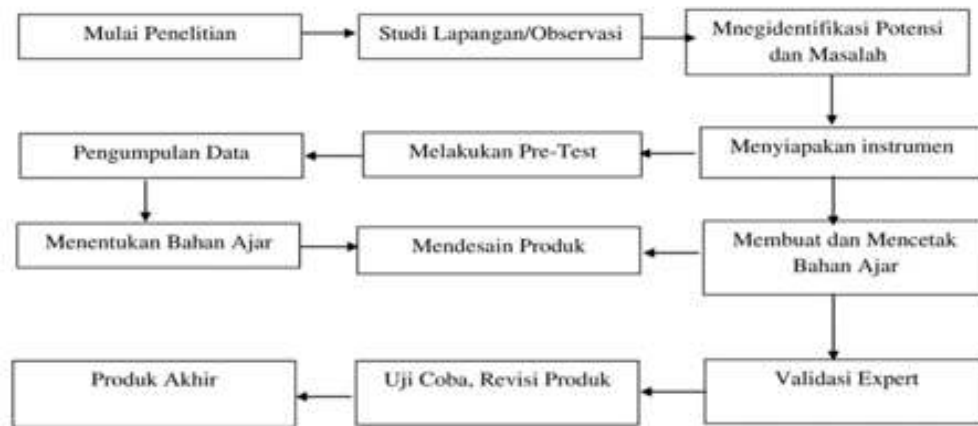 Mulai Penelitian
Studi Lapangan/Observasi
Mnegidentifikasi Potensi
dan Masalah
Pengumpulan Data
Melakukan Pre-Test
Menyiapakan instrumen
Menentukan Bahan Ajar
Mendesain Produk
Membuat dan Mencetak
Bahan Ajar
Produk Akhir
Uji Coba, Revisi Produk
Validasi Expert